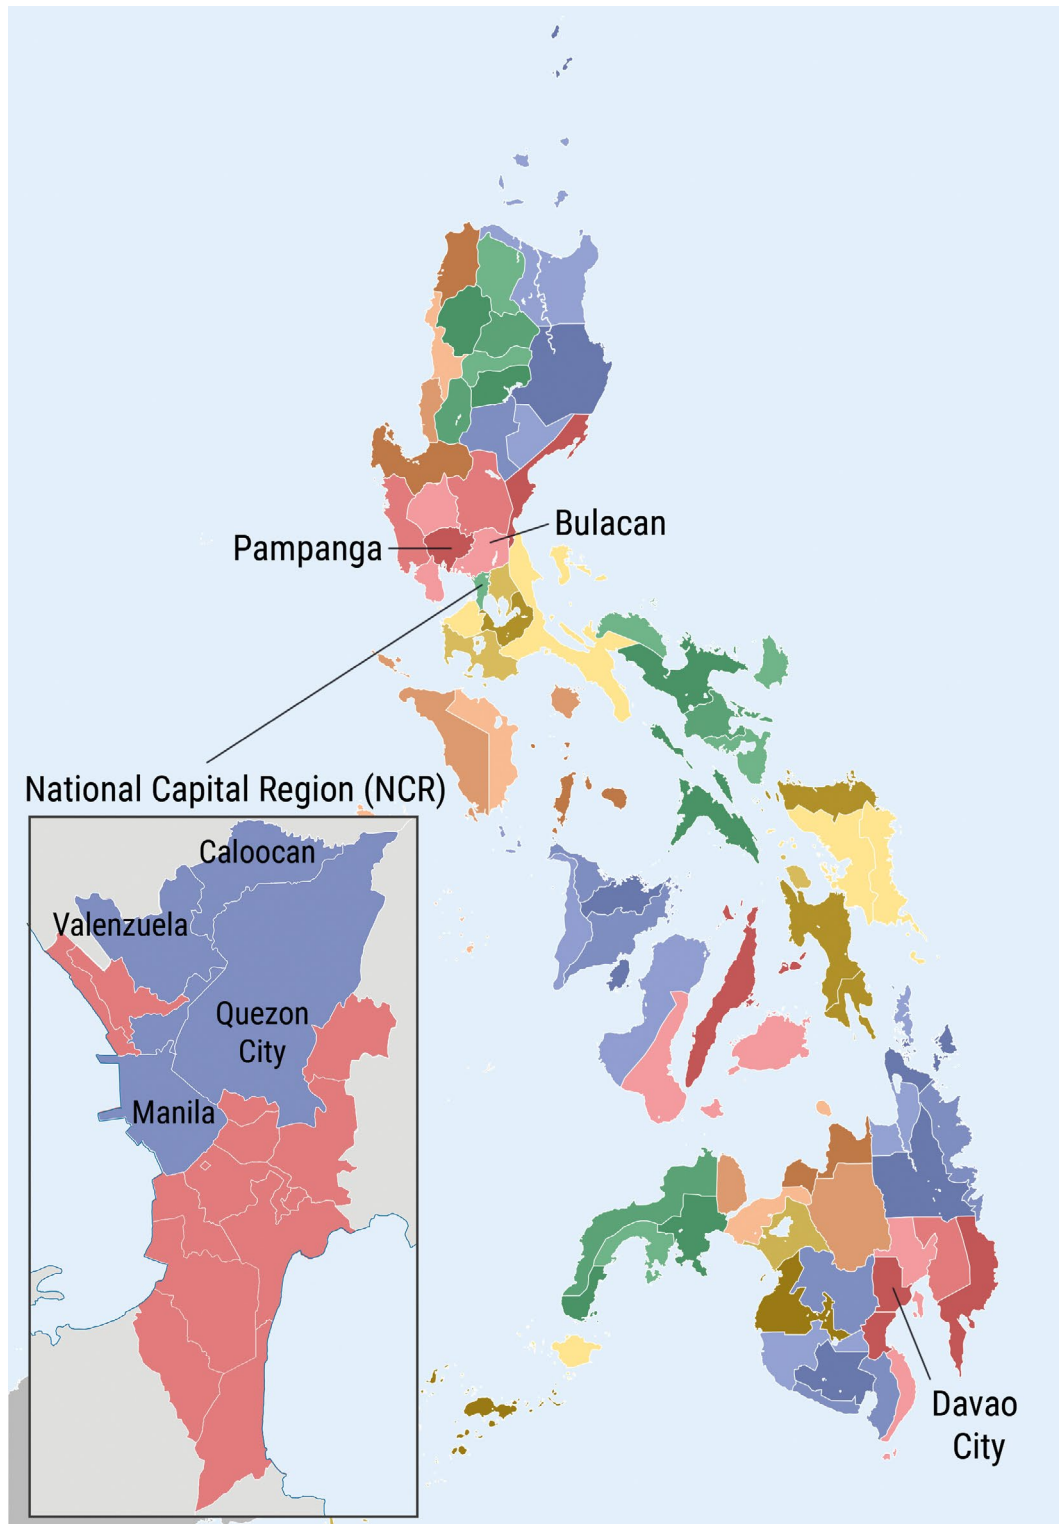 Bulacan
Pampanga
National Capital Region (NCR)
Caloocan
Valenzuela
Quezon
City
Manila
Davao
City